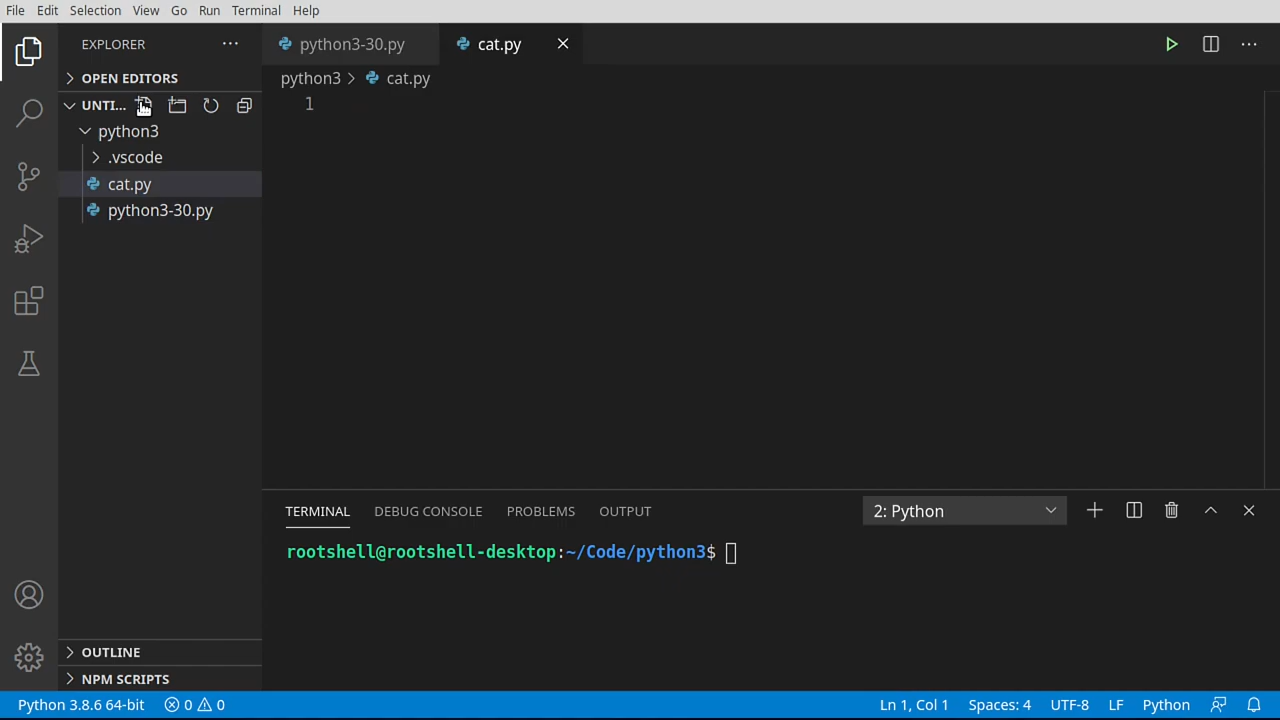 File Edit Selection View Go Run Terminal Help
EXPLORER
python3-30.py
cat.py
OPEN EDITORS
python3 > cat.py
UNTI...
1
python3
.vscode
cat.py
python3-30.py
TERMINAL DEBUG CONSOLE PROBLEMS OUTPUT
2: Python
rootshell@rootshell-desktop:~/Code/python3$
OUTLINE
NPM SCRIPTS
Python 3.8.6 64-bit 0 0 Ln 1, Col 1 Spaces: 4 UTF-8 LF Python